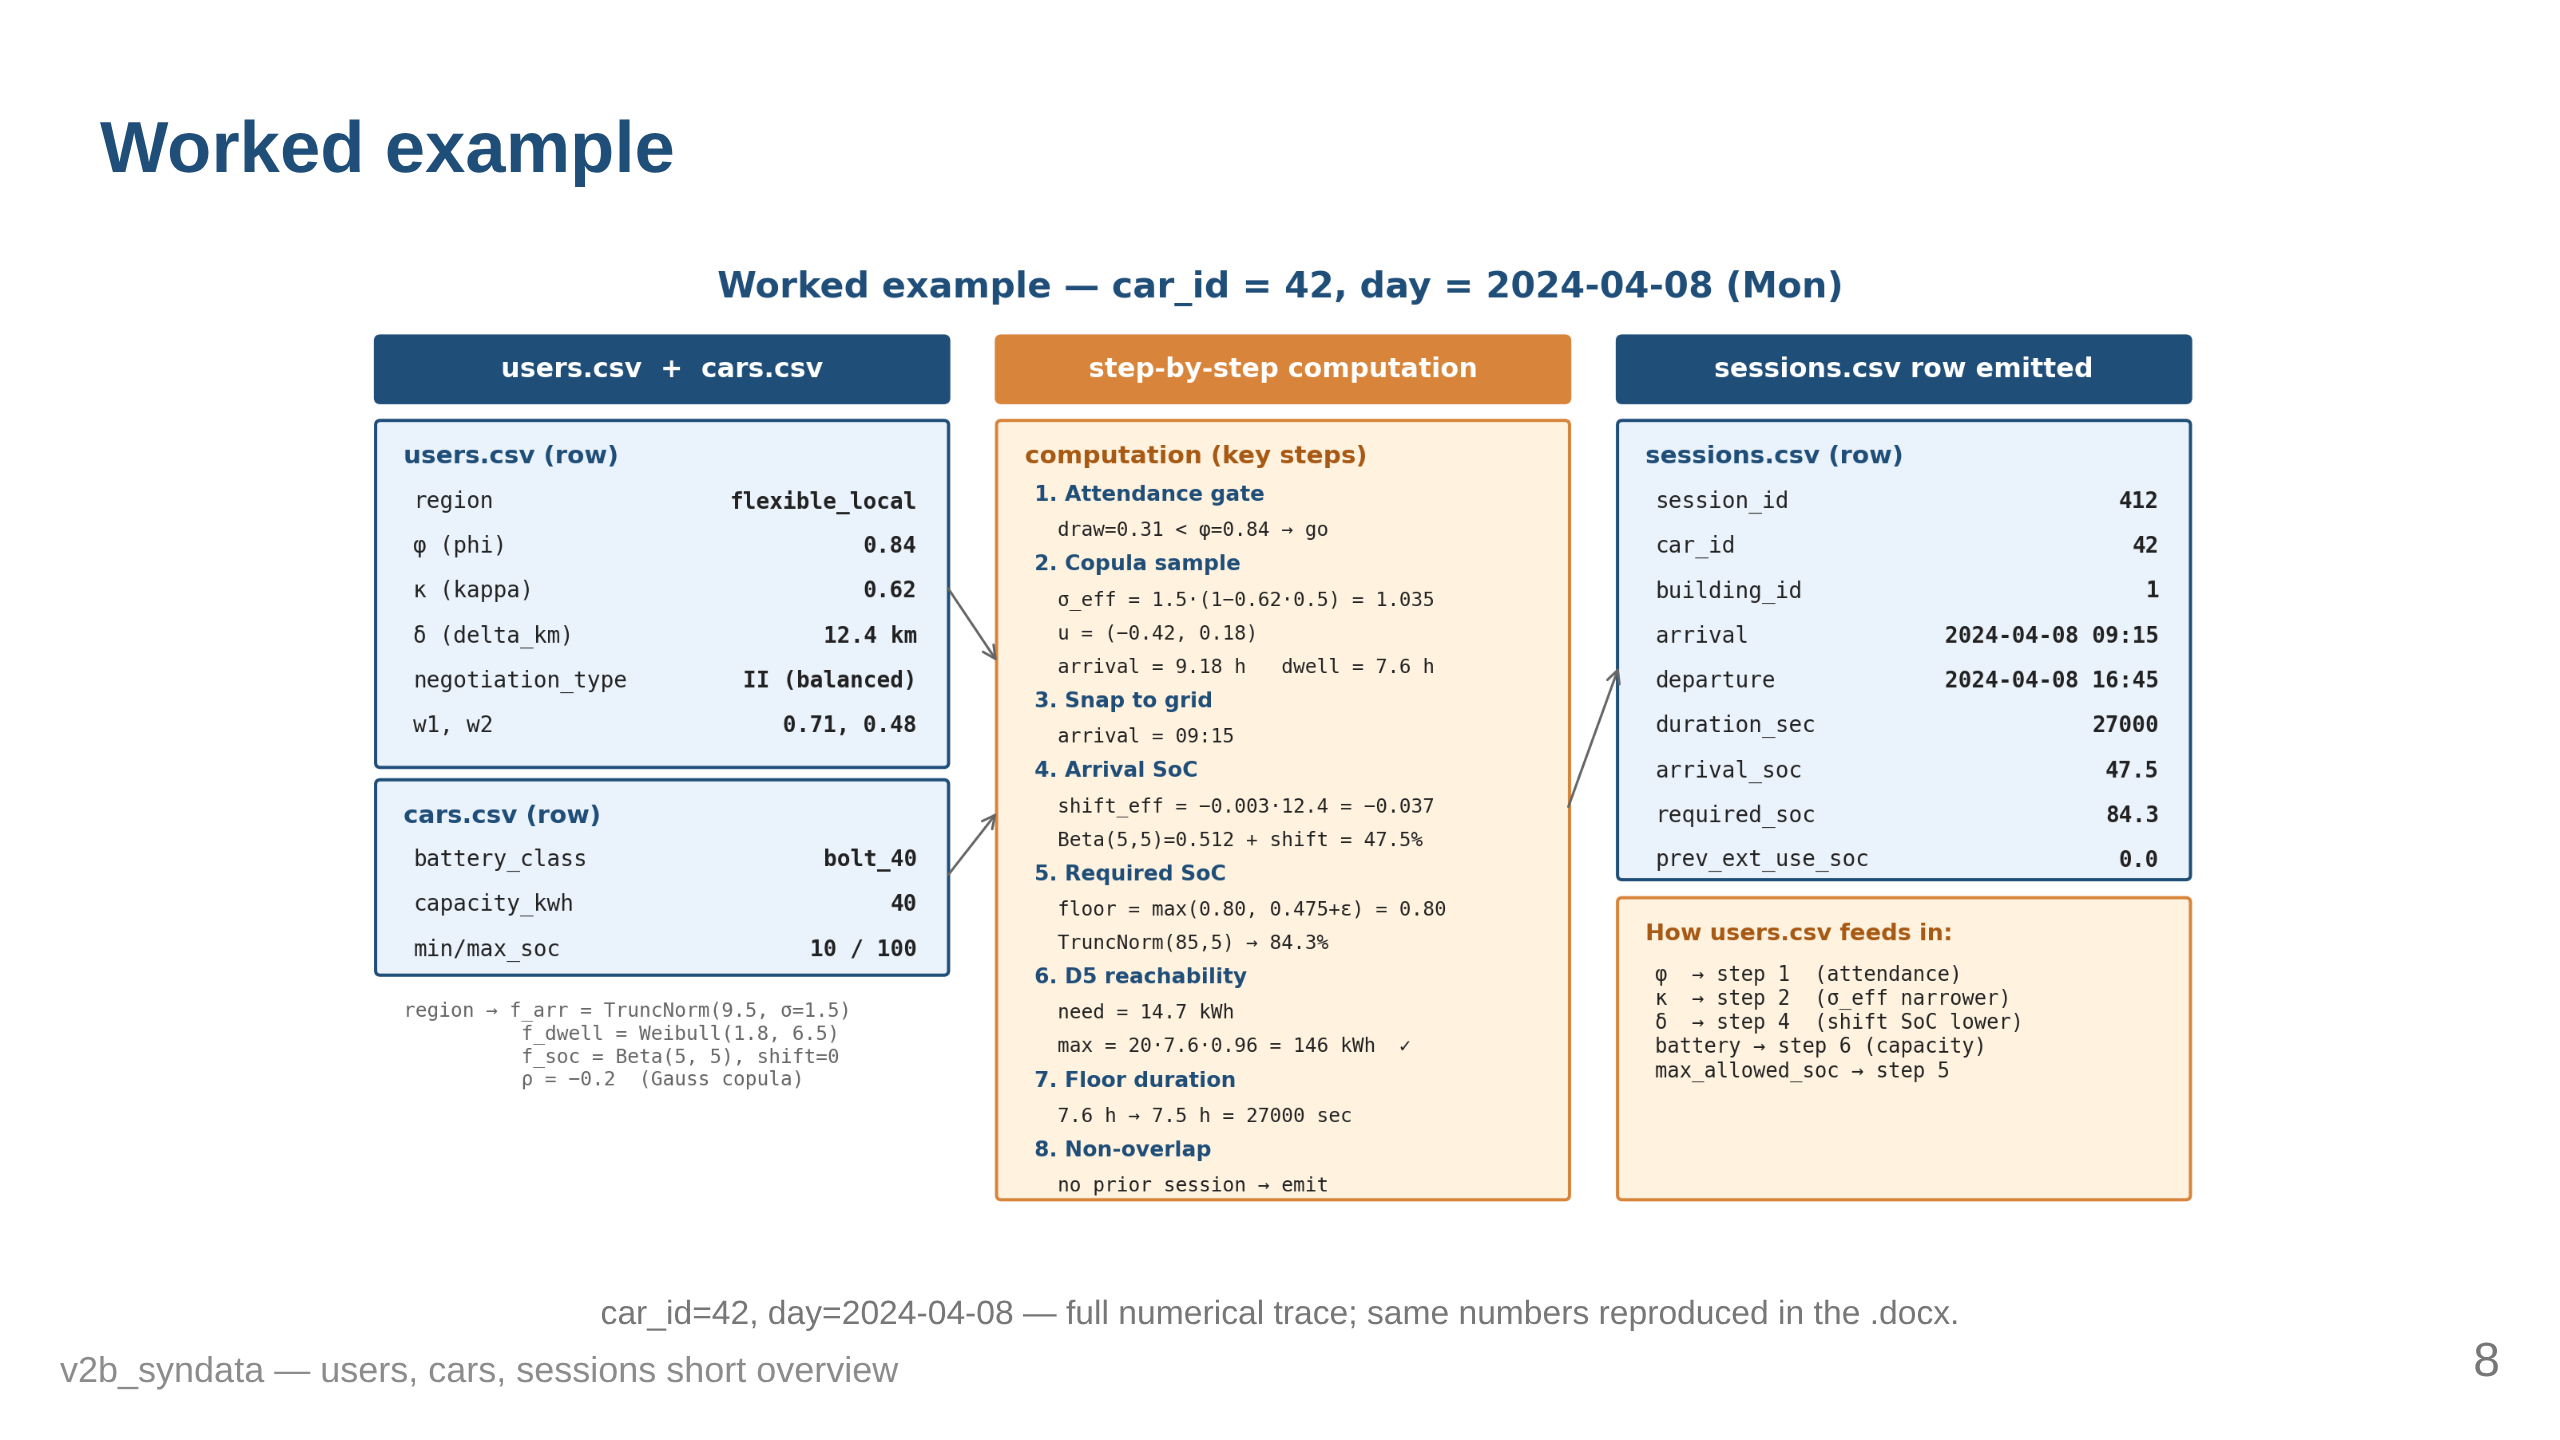 Worked example
Worked example — car_id = 42, day = 2024-04-08 (Mon)
users.csv + cars.csv
users.csv (row)
region flexible_local
φ (phi) 0.84
κ (kappa) 0.62
δ (delta_km) 12.4 km
negotiation_type II (balanced)
w1, w2 0.71, 0.48
cars.csv (row)
battery_class bolt_40
capacity_kwh 40
min/max_soc 10 / 100
region → f_arr = TruncNorm(9.5, σ=1.5)
f_dwell = Weibull(1.8, 6.5)
f_soc = Beta(5, 5), shift=0
ρ = −0.2 (Gauss copula)
step-by-step computation
computation (key steps)
1. Attendance gate
draw=0.31 < φ=0.84 → go
2. Copula sample
σ_eff = 1.5·(1−0.62·0.5) = 1.035
u = (−0.42, 0.18)
arrival = 9.18 h dwell = 7.6 h
3. Snap to grid
arrival = 09:15
4. Arrival SoC
shift_eff = −0.003·12.4 = −0.037
Beta(5,5)=0.512 + shift = 47.5%
5. Required SoC
floor = max(0.80, 0.475+ε) = 0.80
TruncNorm(85,5) → 84.3%
6. D5 reachability
need = 14.7 kWh
max = 20·7.6·0.96 = 146 kWh ✓
7. Floor duration
7.6 h → 7.5 h = 27000 sec
8. Non-overlap
no prior session → emit
sessions.csv row emitted
sessions.csv (row)
session_id 412
car_id 42
building_id 1
arrival 2024-04-08 09:15
departure 2024-04-08 16:45
duration_sec 27000
arrival_soc 47.5
required_soc 84.3
prev_ext_use_soc 0.0
How users.csv feeds in:
φ → step 1 (attendance)
κ → step 2 (σ_eff narrower)
δ → step 4 (shift SoC lower)
battery → step 6 (capacity)
max_allowed_soc → step 5
car_id=42, day=2024-04-08 — full numerical trace; same numbers reproduced in the .docx.
v2b_syndata — users, cars, sessions short overview
8